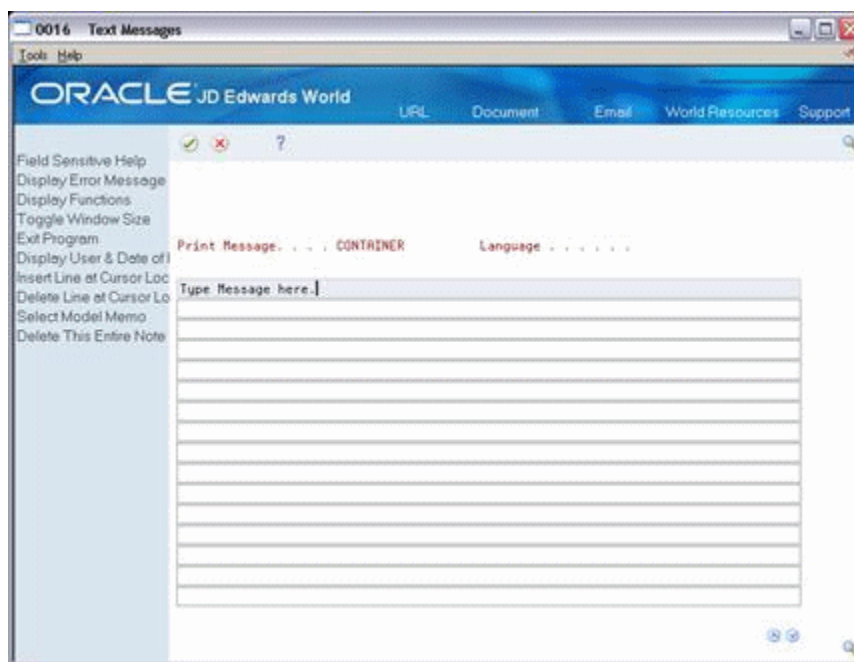 0016 Text Messages
Tools Help
ORACLE JD Edwards World
URL Document Email World Resources Support
?
Field Sensitive Help
Display Error Message
Display Functions
Toggle Window Size
Exit Program
Display User & Date of
Insert Line at Cursor Loc
Delete Line at Cursor Lo
Select Model Memo
Delete This Entire Note
Print Message. . . . CONTAINER Language . . . . . .
Type Message here.